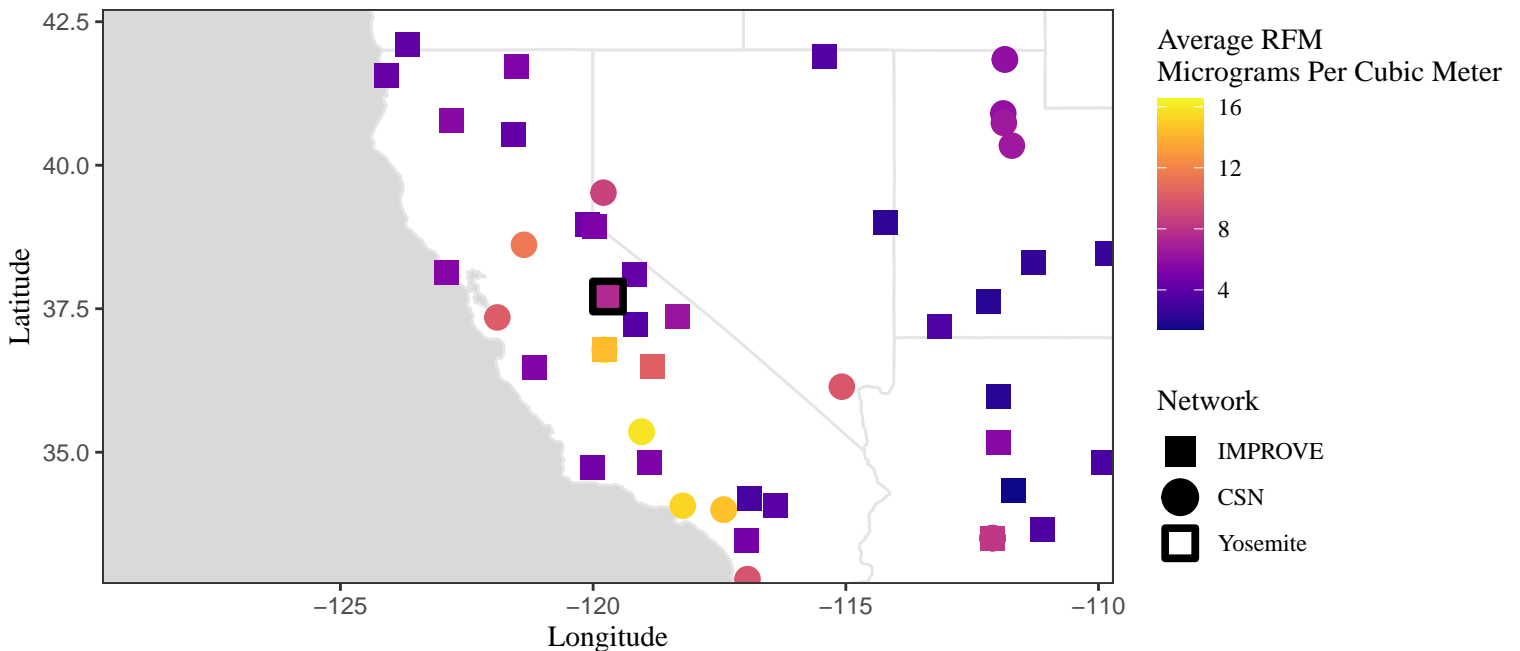 42.5
40.0
37.5
35.0
Latitude
−125
−120
−115
−110
Longitude
Average RFM
Micrograms Per Cubic Meter
16
12
8
4
Network
IMPROVE
CSN
Yosemite